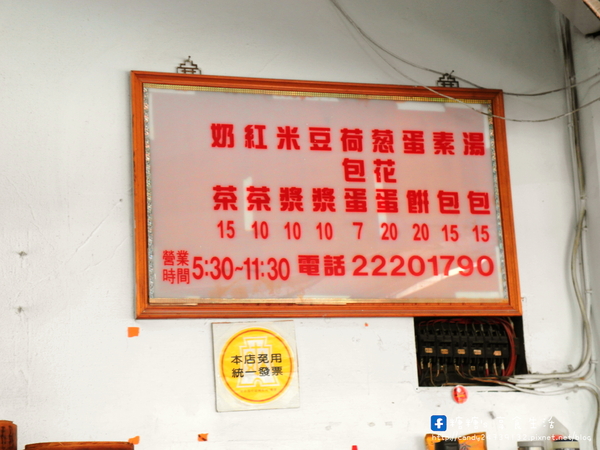 湯包
15
素包
15
蛋餅
20
葱花蛋
20
荷包蛋
7
豆漿
10
米漿
10
紅茶
10
奶茶
15
營業時間 5:30~11:30 電話 22201790
本店免用
統一發票